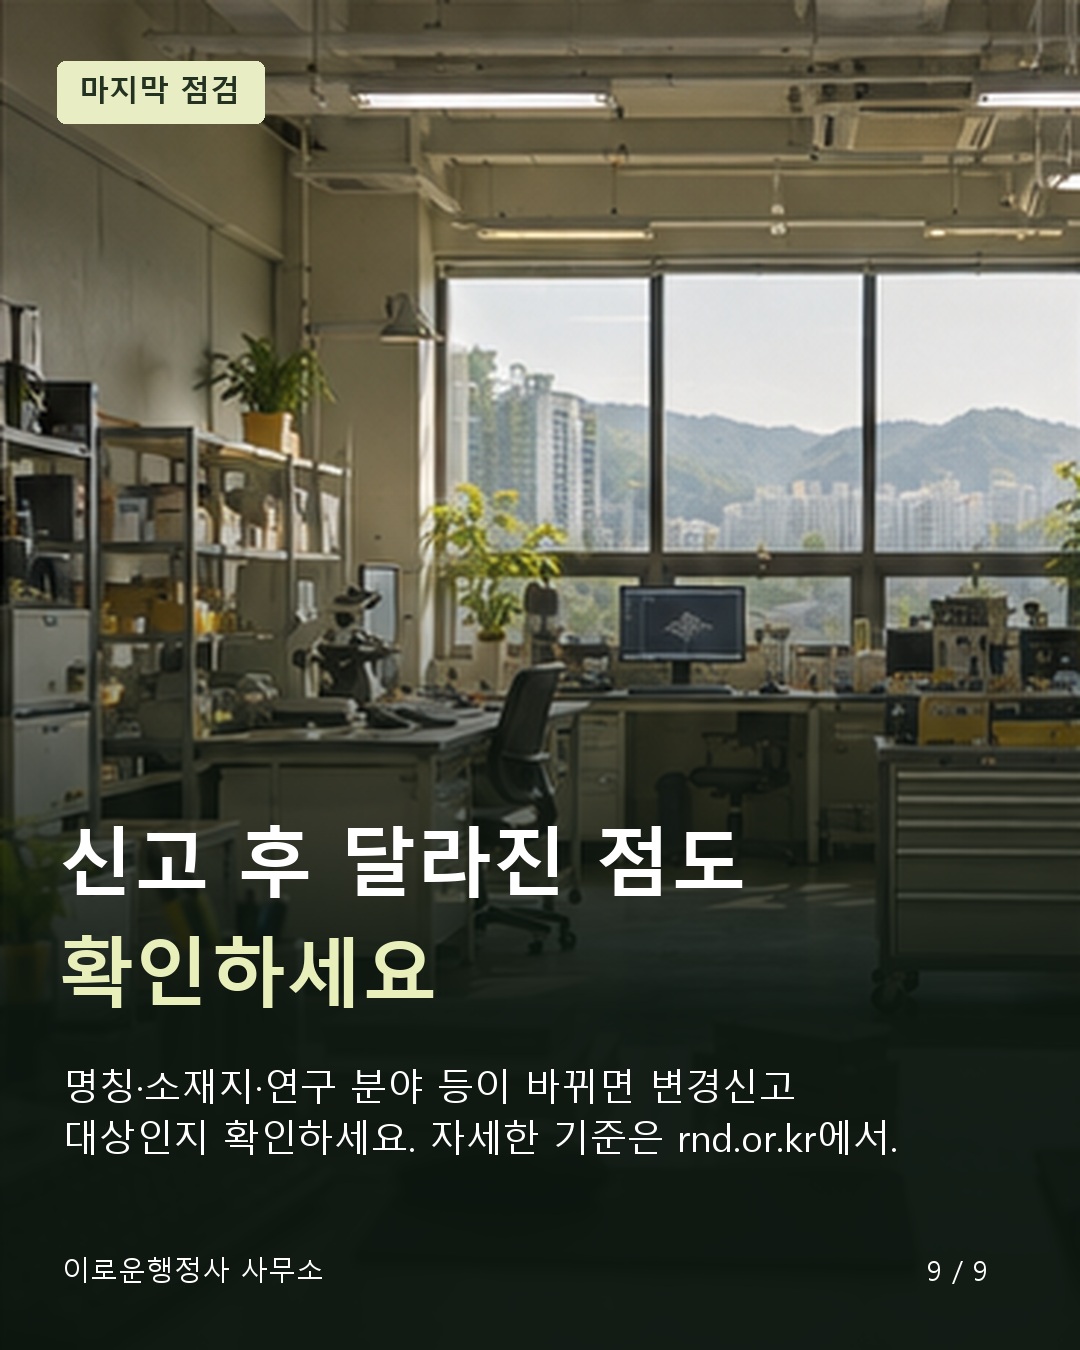 마지막 점검
신고 후 달라진 점도
확인하세요
명칭·소재지·연구 분야 등이 바뀌면 변경신고
대상인지 확인하세요. 자세한 기준은 rnd.or.kr에서.
이로운행정사 사무소
9 / 9